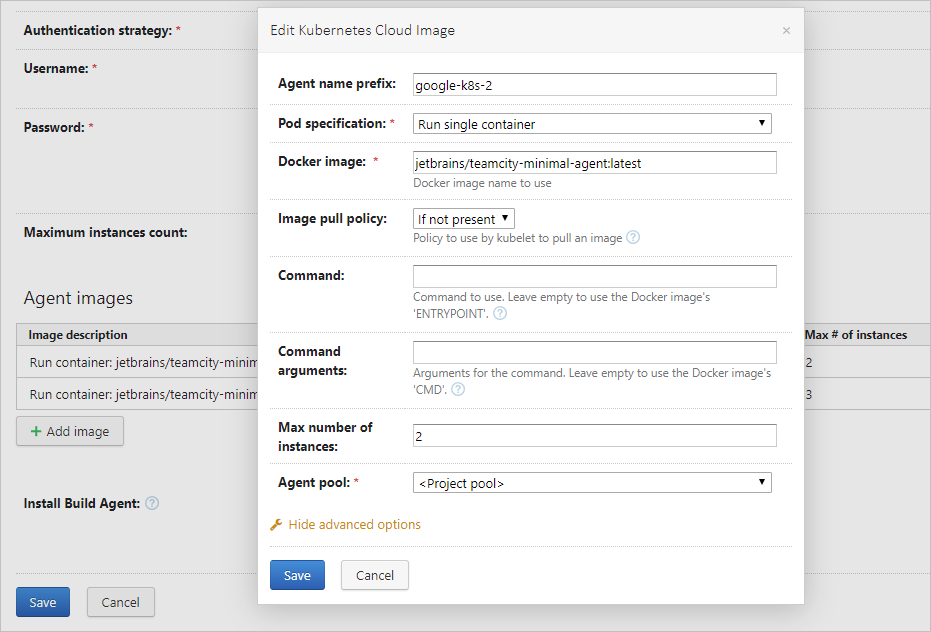 Authentication strategy: *
Username: *
Password: *
Maximum instances count:
Agent images
Image description
Max # of instances
Run container: jetbrains/teamcity-minim
2
Run container: jetbrains/teamcity-minim
3
+ Add image
Install Build Agent: ?
Save
Cancel
Edit Kubernetes Cloud Image
×
Agent name prefix:
google-k8s-2
Pod specification: *
Run single container
Docker image: *
jetbrains/teamcity-minimal-agent:latest
Docker image name to use
Image pull policy:
If not present
Policy to use by kubelet to pull an image ?
Command:
Command to use. Leave empty to use the Docker image's
'ENTRYPOINT'. ?
Command
arguments:
Arguments for the command. Leave empty to use the Docker image's
'CMD'. ?
Max number of
instances:
2
Agent pool: *
<Project pool>
Hide advanced options
Save
Cancel